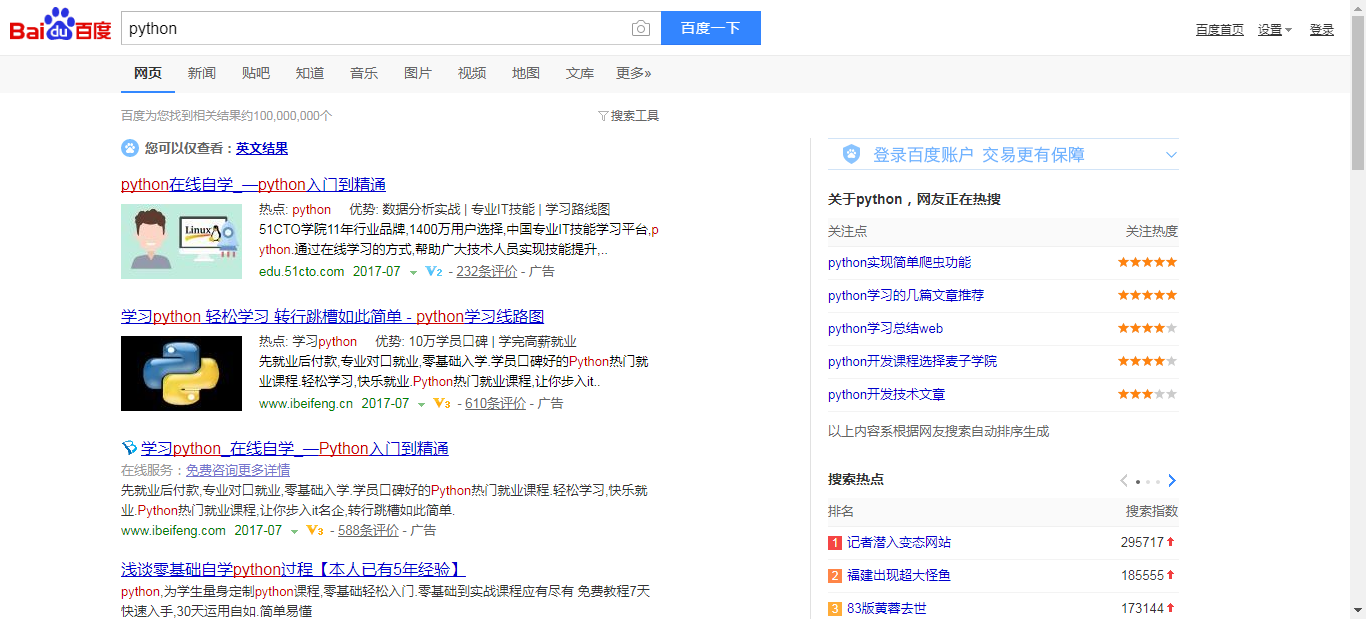 Bai du 百度
python
百度一下
百度首页 设置 登录
网页 新闻 贴吧 知道 音乐 图片 视频 地图 文库 更多»
百度为您找到相关结果约100,000,000个
搜索工具
您可以仅查看：英文结果
python在线自学_—python入门到精通
Linux
热点: python 优势: 数据分析实战 | 专业IT技能 | 学习路线图
51CTO学院11年行业品牌,1400万用户选择,中国专业IT技能学习平台,p
ython.通过在线学习的方式,帮助广大技术人员实现技能提升,..
edu.51cto.com 2017-07 V2 - 232条评价 - 广告
学习python 轻松学习 转行跳槽如此简单 - python学习线路图
热点: 学习python 优势: 10万学员口碑 | 学完高薪就业
先就业后付款,专业对口就业,零基础入学.学员口碑好的Python热门就
业课程.轻松学习,快乐就业.Python热门就业课程,让你步入it..
www.ibeifeng.cn 2017-07 V3 - 610条评价 - 广告
学习python_在线自学_—Python入门到精通
在线服务：免费咨询更多详情
先就业后付款,专业对口就业,零基础入学.学员口碑好的Python热门就业课程.轻松学习,快乐就
业.Python热门就业课程,让你步入it名企,转行跳槽如此简单.
www.ibeifeng.com 2017-07 V3 - 588条评价 - 广告
浅谈零基础自学python过程【本人已有5年经验】
python,为学生量身定制python课程,零基础轻松入门.零基础到实战课程应有尽有 免费教程7天
快速入手,30天运用自如.简单易懂
登录百度账户 交易更有保障
关于python，网友正在热搜
关注点 关注热度
python实现简单爬虫功能
python学习的几篇文章推荐
python学习总结web
python开发课程选择麦子学院
python开发技术文章
以上内容系根据网友搜索自动排序生成
搜索热点
排名 搜索指数
1 记者潜入变态网站 295717
2 福建出现超大怪鱼 185555
3 83版黄蓉去世 173144